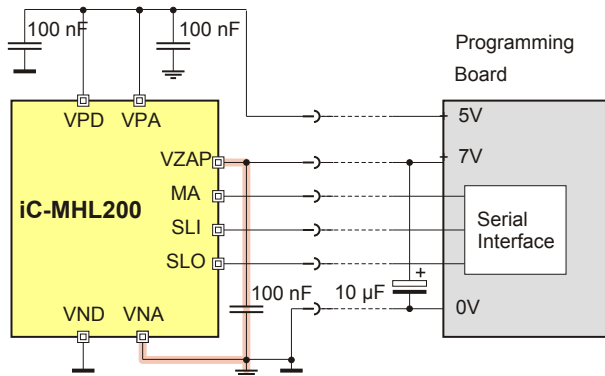 100 nF
100 nF
Programming
Board
VPD
VPA
5V
VZAP
7V
MA
iC-MHL200
SLI
Serial
Interface
SLO
+
100 nF
10 µF
0V
VND
VNA